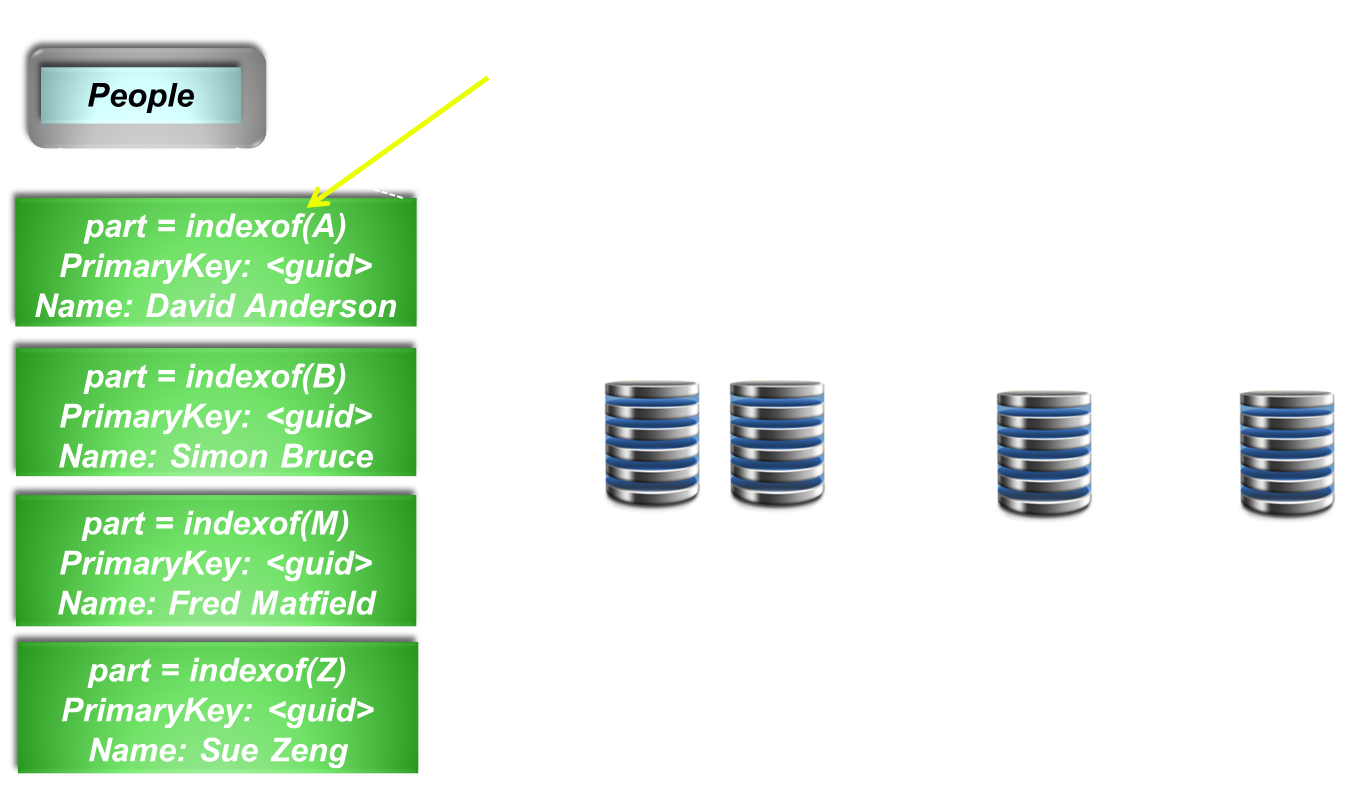 People
part = indexof(A)
PrimaryKey: <guid>
Name: David Anderson
part = indexof(B)
PrimaryKey: <guid>
Name: Simon Bruce
part = indexof(M)
PrimaryKey: <guid>
Name: Fred Matfield
part = indexof(Z)
PrimaryKey: <guid>
Name: Sue Zeng